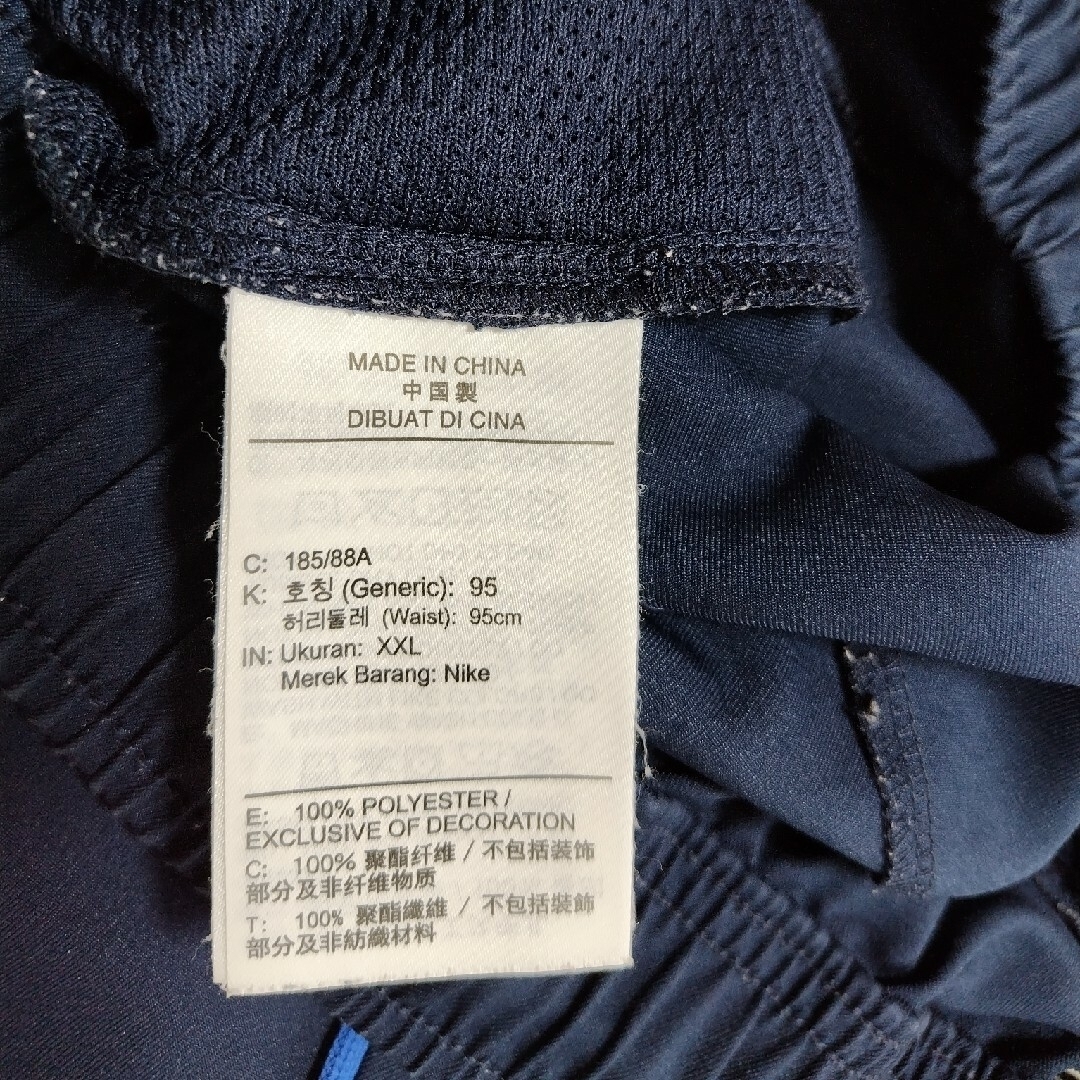 MADE IN CHINA
中国製
DIBUAT DI CINA
C: 185/88A
K: 호칭 (Generic): 95
허리둘레 (Waist): 95cm
IN: Ukuran: XXL
Merek Barang: Nike
E: 100% POLYESTER /
EXCLUSIVE OF DECORATION
C: 100% 聚酯纤维 / 不包括装饰
部分及非纤维物质
T: 100% 聚酯纖維 / 不包括裝飾
部分及非紡織材料